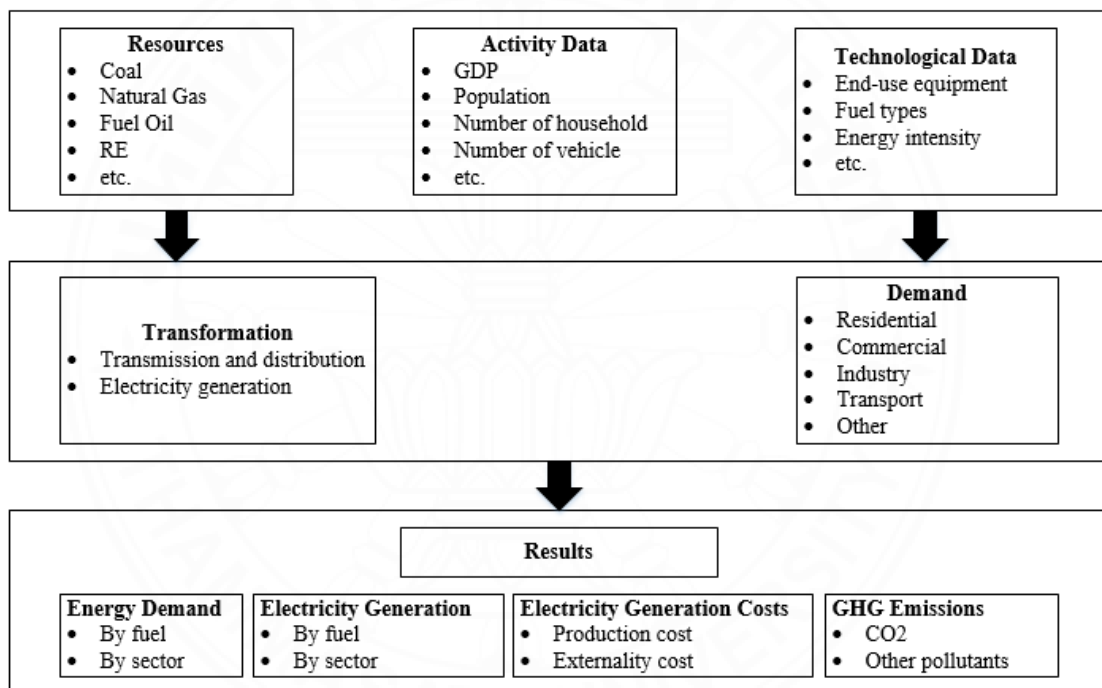 Resources
• Coal
• Natural Gas
• Fuel Oil
• RE
• etc.
Activity Data
• GDP
• Population
• Number of household
• Number of vehicle
• etc.
Technological Data
• End-use equipment
• Fuel types
• Energy intensity
• etc.
Transformation
• Transmission and distribution
• Electricity generation
Demand
• Residential
• Commercial
• Industry
• Transport
• Other
Results
Energy Demand
• By fuel
• By sector
Electricity Generation
• By fuel
• By sector
Electricity Generation Costs
• Production cost
• Externality cost
GHG Emissions
• CO2
• Other pollutants